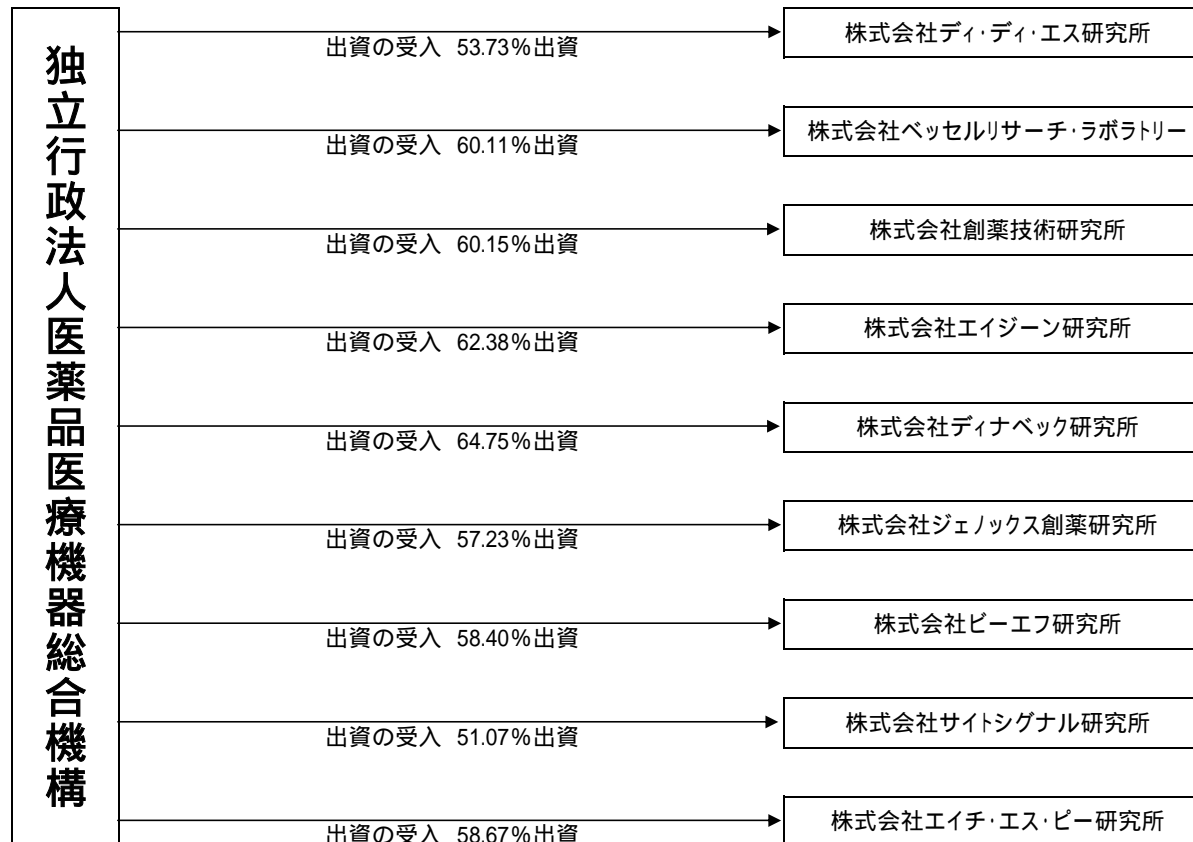 独立行政法人医薬品医療機器総合機構
株式会社ディ・ディ・エス研究所
出資の受入 53.73%出資
株式会社ベッセルリサーチ・ラボラトリー
出資の受入 60.11%出資
株式会社創薬技術研究所
出資の受入 60.15%出資
株式会社エイジーン研究所
出資の受入 62.38%出資
株式会社ディナベック研究所
出資の受入 64.75%出資
株式会社ジェノックス創薬研究所
出資の受入 57.23%出資
株式会社ビーエフ研究所
出資の受入 58.40%出資
株式会社サイトシグナル研究所
出資の受入 51.07%出資
株式会社エイチ・エス・ピー研究所
出資の受入 58.67%出資